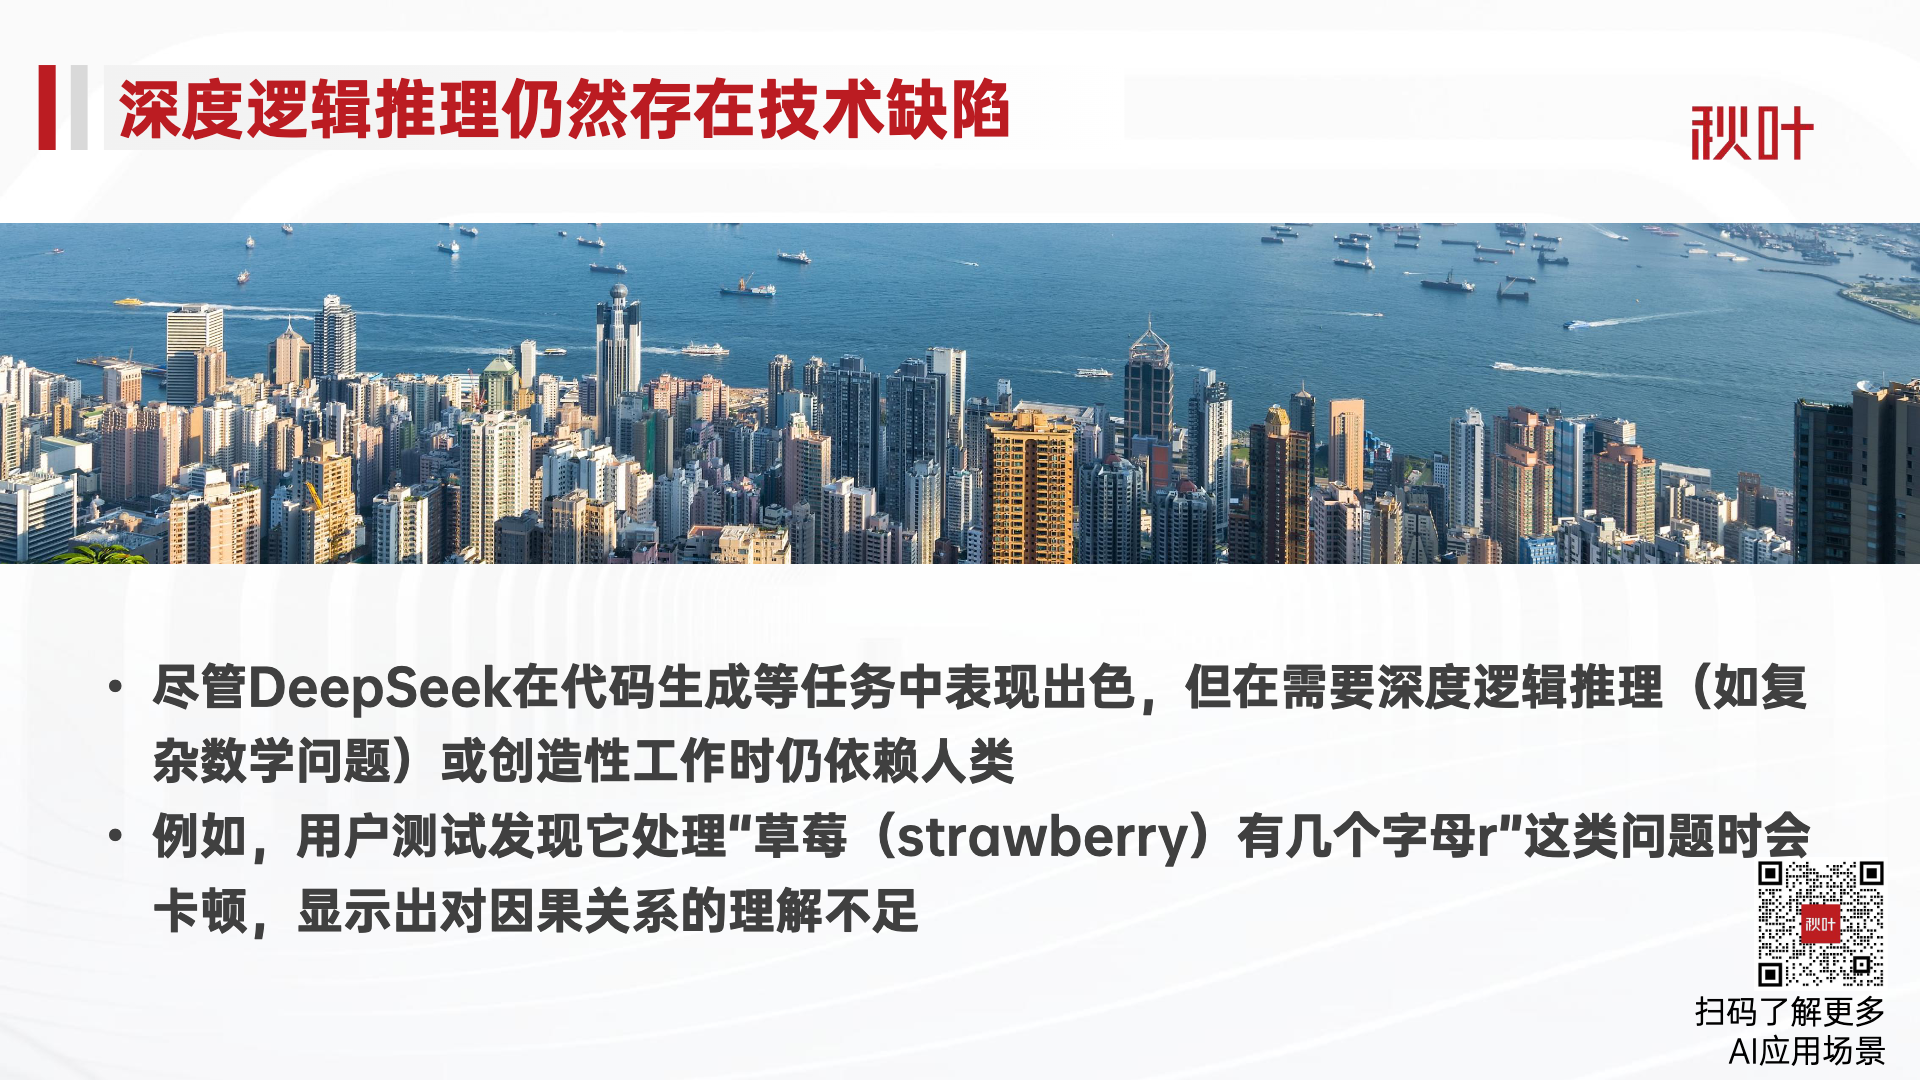 深度逻辑推理仍然存在技术缺陷
秋叶
• 尽管DeepSeek在代码生成等任务中表现出色，但在需要深度逻辑推理（如复
杂数学问题）或创造性工作时仍依赖人类
• 例如，用户测试发现它处理“草莓（strawberry）有几个字母r”这类问题时会
卡顿，显示出对因果关系的理解不足
秋叶
扫码了解更多
AI应用场景